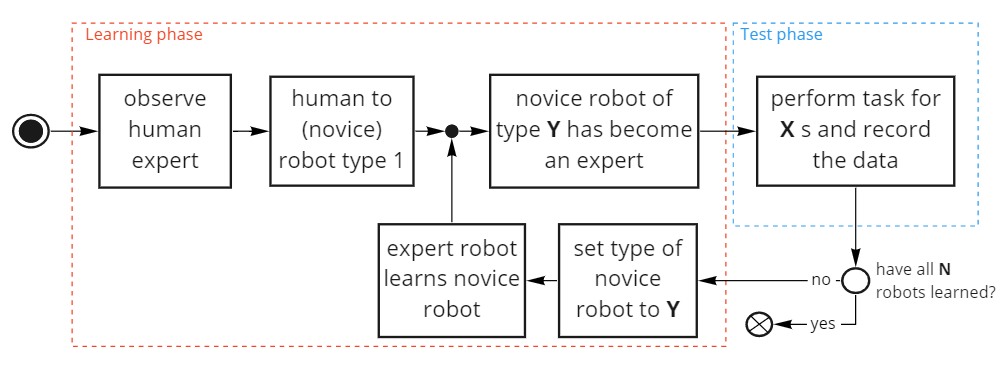 Learning phase
Test phase
observe
human
expert
human to
(novice)
robot type 1
novice robot of
type Y has become
an expert
perform task for
X s and record
the data
expert robot
learns novice
robot
set type of
novice
robot to Y
no
have all N
robots learned?
yes